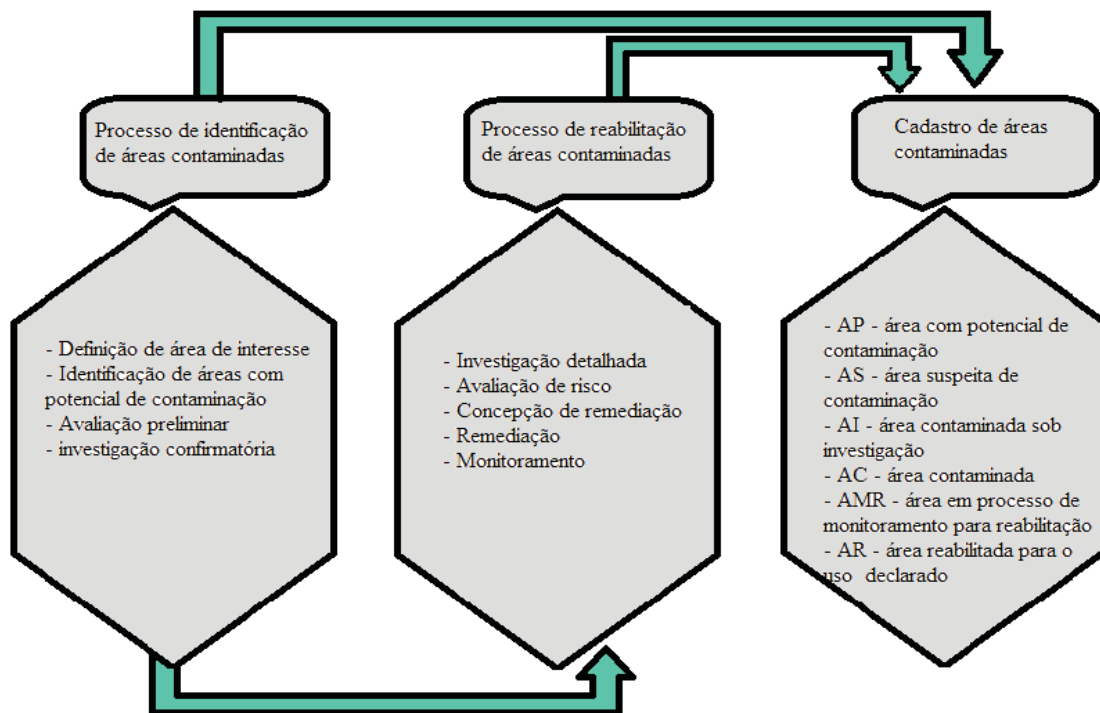 Processo de identificação
de áreas contaminadas
- Definição de área de interesse
- Identificação de áreas com
potencial de contaminação
- Avaliação preliminar
- investigação confirmatória
Processo de reabilitação
de áreas contaminadas
- Investigação detalhada
- Avaliação de risco
- Concepção de remediação
- Remediação
- Monitoramento
Cadastro de áreas
contaminadas
- AP - área com potencial de
contaminação
- AS - área suspeita de
contaminação
- AI - área contaminada sob
investigação
- AC - área contaminada
- AMR - área em processo de
monitoramento para reabilitação
- AR - área reabilitada para o
uso declarado